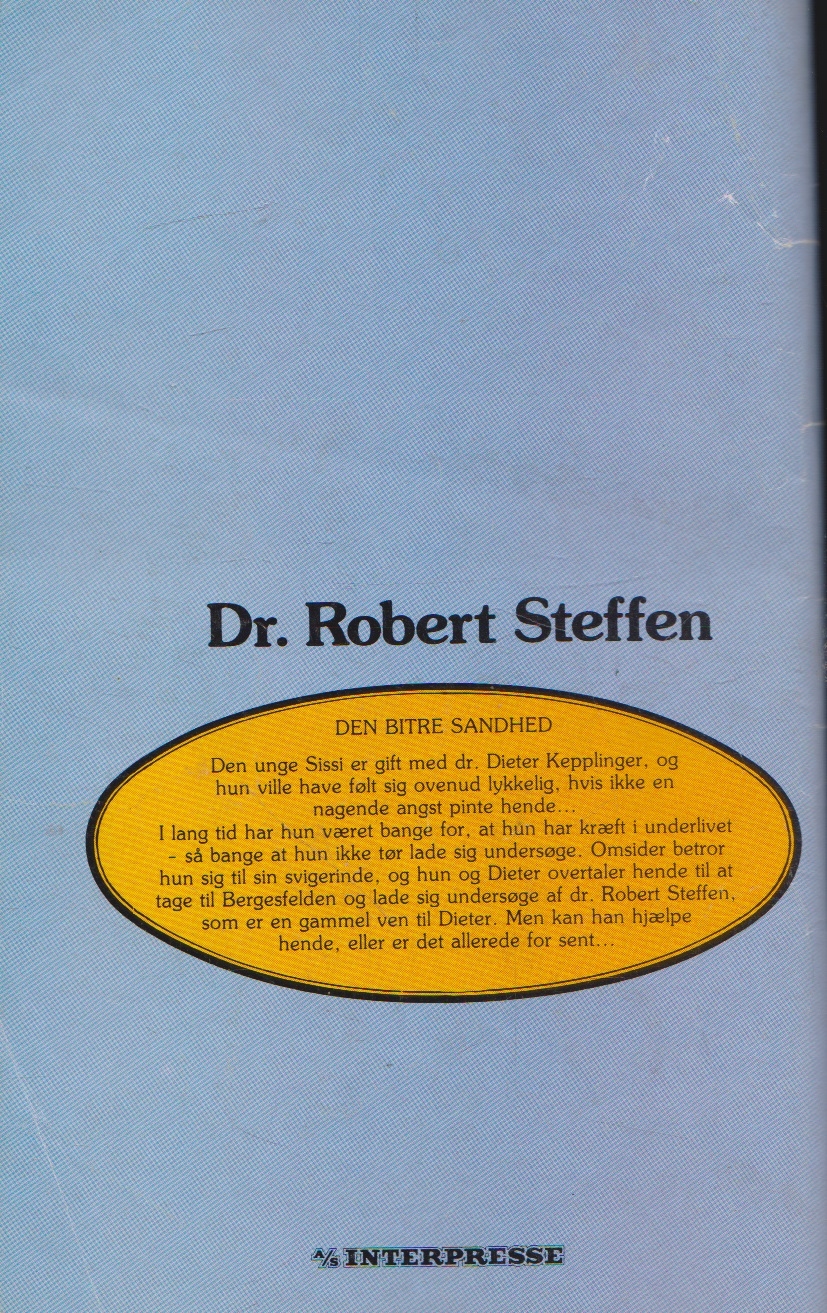 Dr. Robert Steffen
DEN BITRE SANDHED
Den unge Sissi er gift med dr. Dieter Kepplinger, og
hun ville have følt sig ovenud lykkelig, hvis ikke en
nagende angst pinte hende...
I lang tid har hun været bange for, at hun har kræft i underlivet
- så bange at hun ikke tør lade sig undersøge. Omsider betror
hun sig til sin svigerinde, og hun og Dieter overtaler hende til at
tage til Bergesfelden og lade sig undersøge af dr. Robert Steffen,
som er en gammel ven til Dieter. Men kan han hjælpe
hende, eller er det allerede for sent...
A/S INTERPRESSE